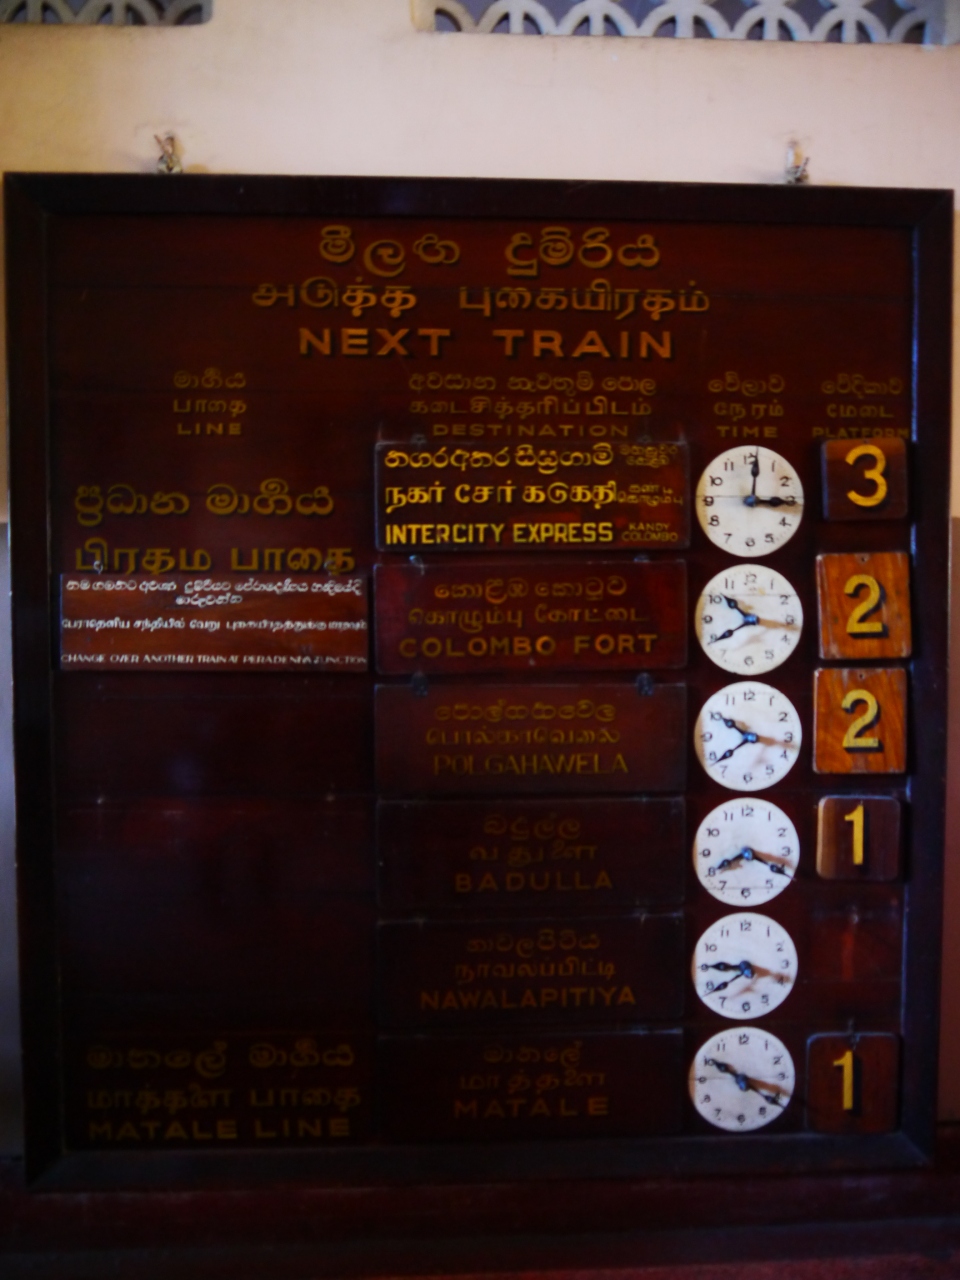 මීලඟ දුම්රිය
அடுத்த புகையிரதம்
NEXT TRAIN
මාර්ගය
பாதை
LINE
අවසාන නැවතුම් පොල
கடைசித்தரிப்பிடம்
DESTINATION
වේලාව
நேரம்
TIME
වේදිකාව
மேடை
PLATFORM
ප්‍රධාන මාර්ගය
பிரதம பாதை
නගරඅතර සීඝ්‍රගාමී
நகர் சேர் கடுகதி
INTERCITY EXPRESS KANDY COLOMBO
3
CHANGE OVER ANOTHER TRAIN AT PERADENIYA JUNCTION
කොළඹ කොටුව
கொழும்பு கோட்டை
COLOMBO FORT
2
පොල්ගහවෙල
பொல்காவெலை
POLGAHAWELA
2
බදුල්ල
பதுளை
BADULLA
1
නාවලපිටිය
நாவலப்பிட்டி
NAWALAPITIYA
මාතලේ මාර්ගය
மாத்தளை பாதை
MATALE LINE
මාතලේ
மாத்தளை
MATALE
1